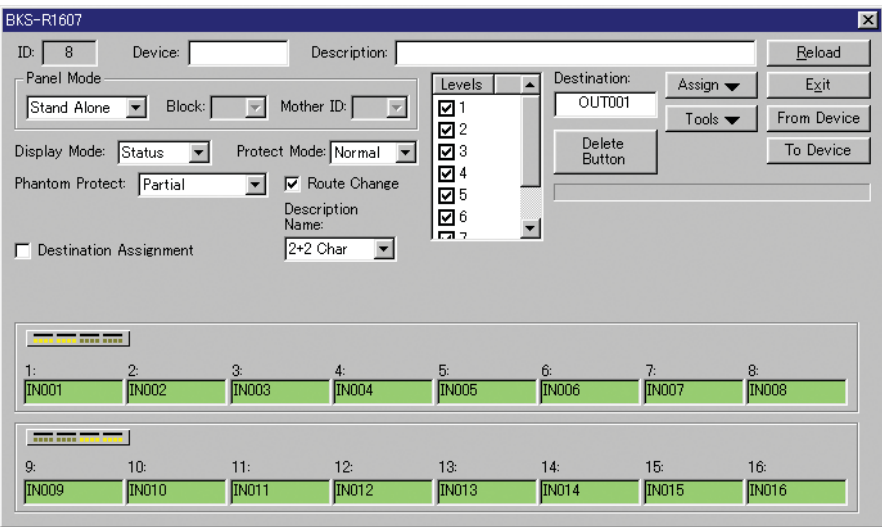 BKS-R1607
ID: 8 Device: Description: Reload
Panel Mode
Stand Alone Block: Mother ID:
Levels
1
2
3
4
5
6
7
Destination:
OUT001
Delete
Button
Assign
Tools
Exit
From Device
To Device
Display Mode: Status Protect Mode: Normal
Phantom Protect: Partial Route Change
Description
Name:
Destination Assignment 2+2 Char
1: 2: 3: 4: 5: 6: 7: 8:
IN001 IN002 IN003 IN004 IN005 IN006 IN007 IN008
9: 10: 11: 12: 13: 14: 15: 16:
IN009 IN010 IN011 IN012 IN013 IN014 IN015 IN016